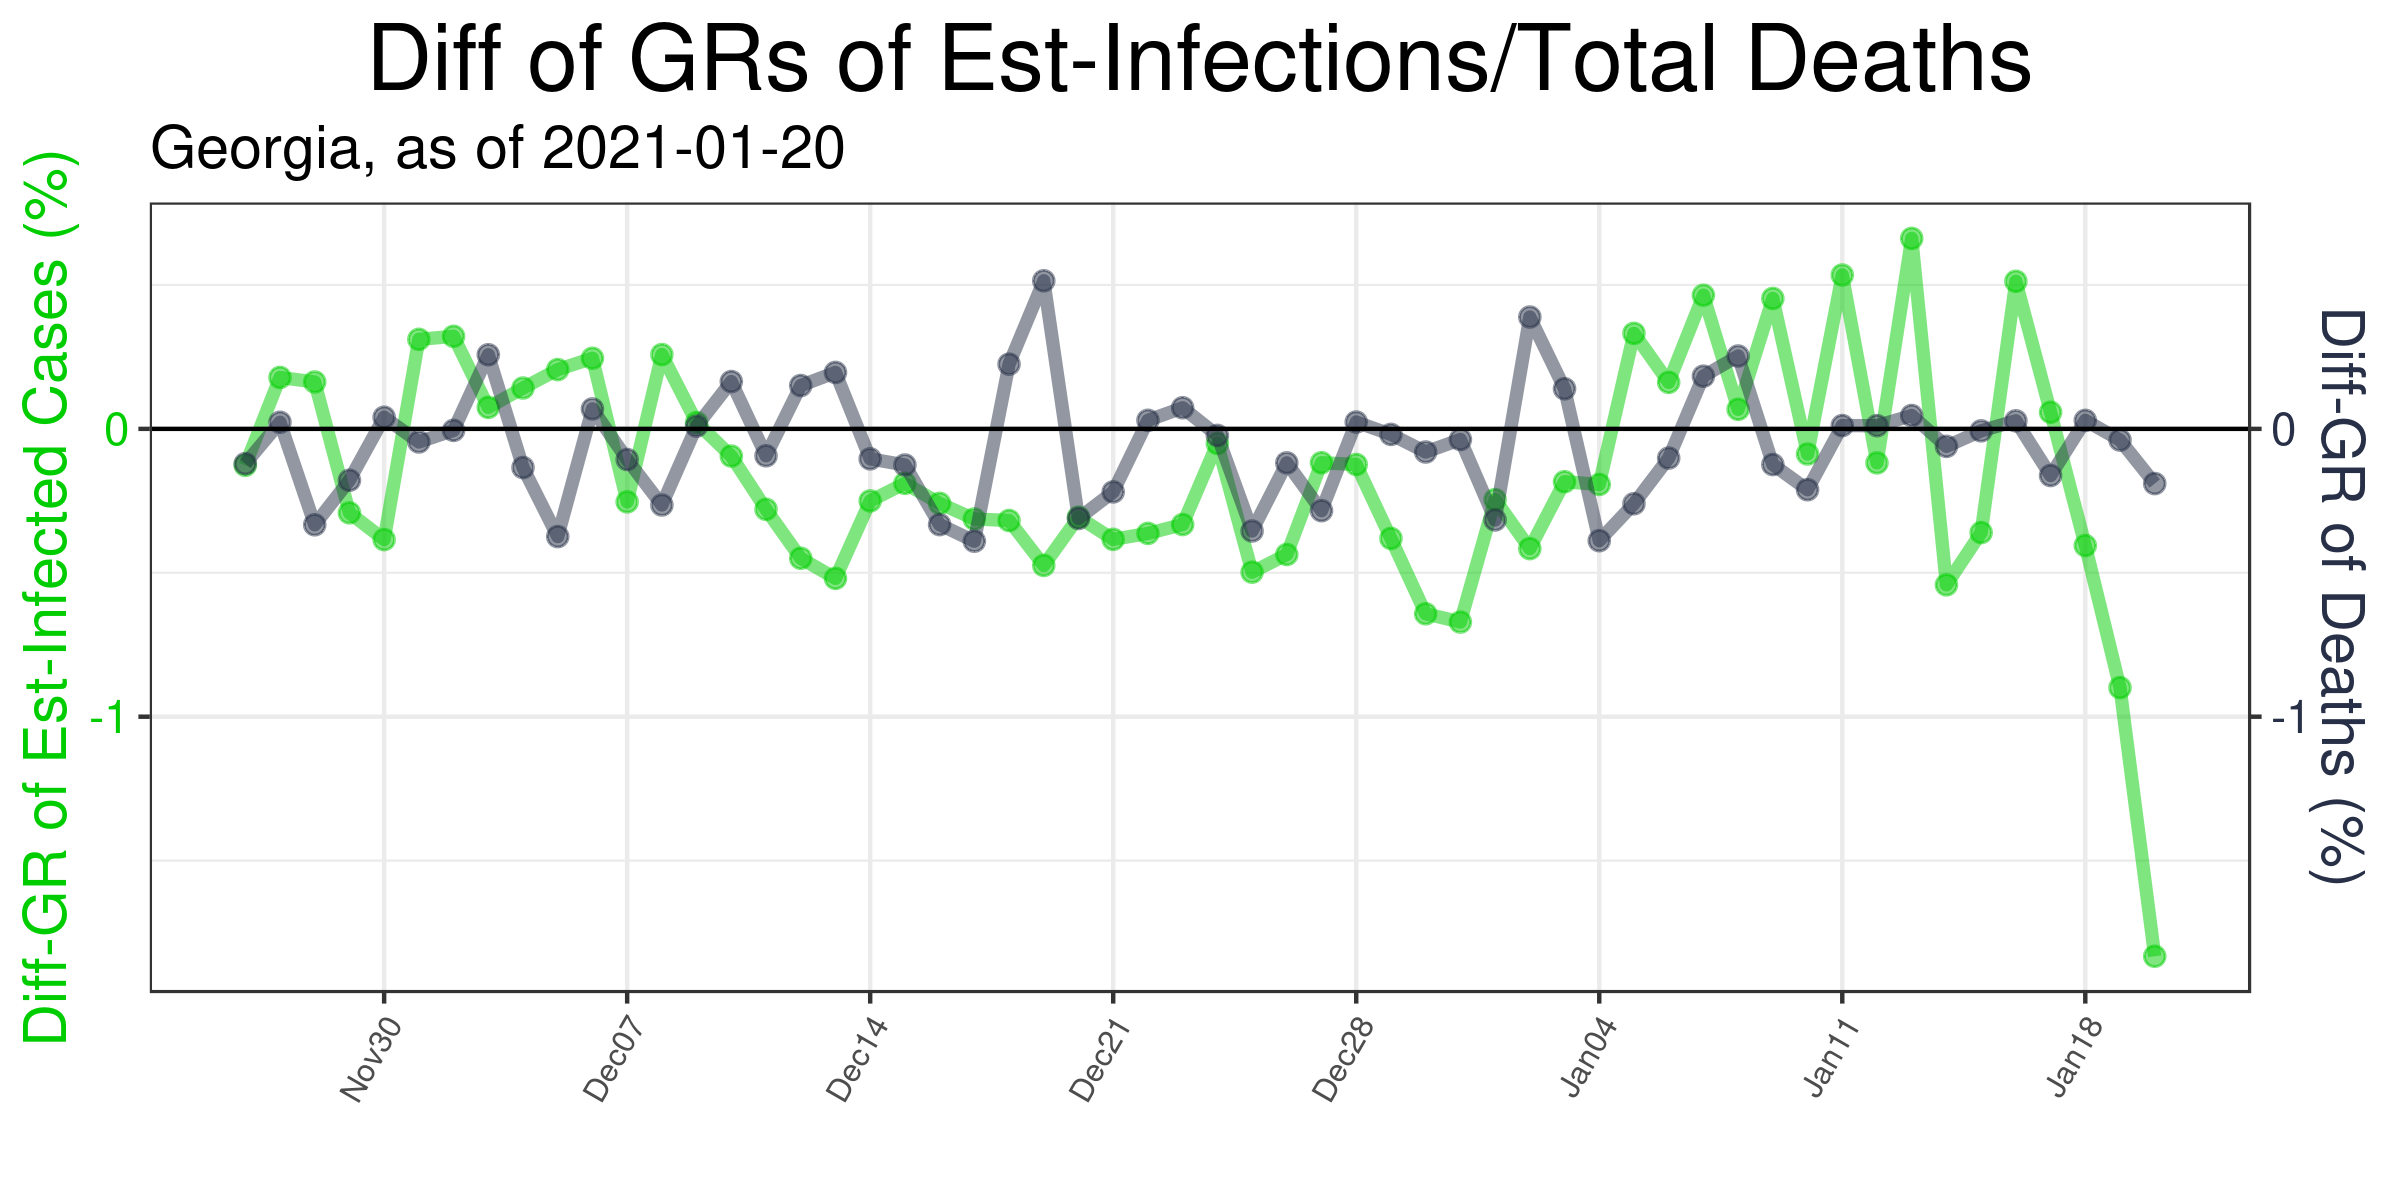 Diff of GRs of Est-Infections/Total Deaths
Georgia, as of 2021-01-20
Diff-GR of Est-Infected Cases (%)
0
-1
0
-1
Diff-GR of Deaths (%)
Nov30
Dec07
Dec14
Dec21
Dec28
Jan04
Jan11
Jan18